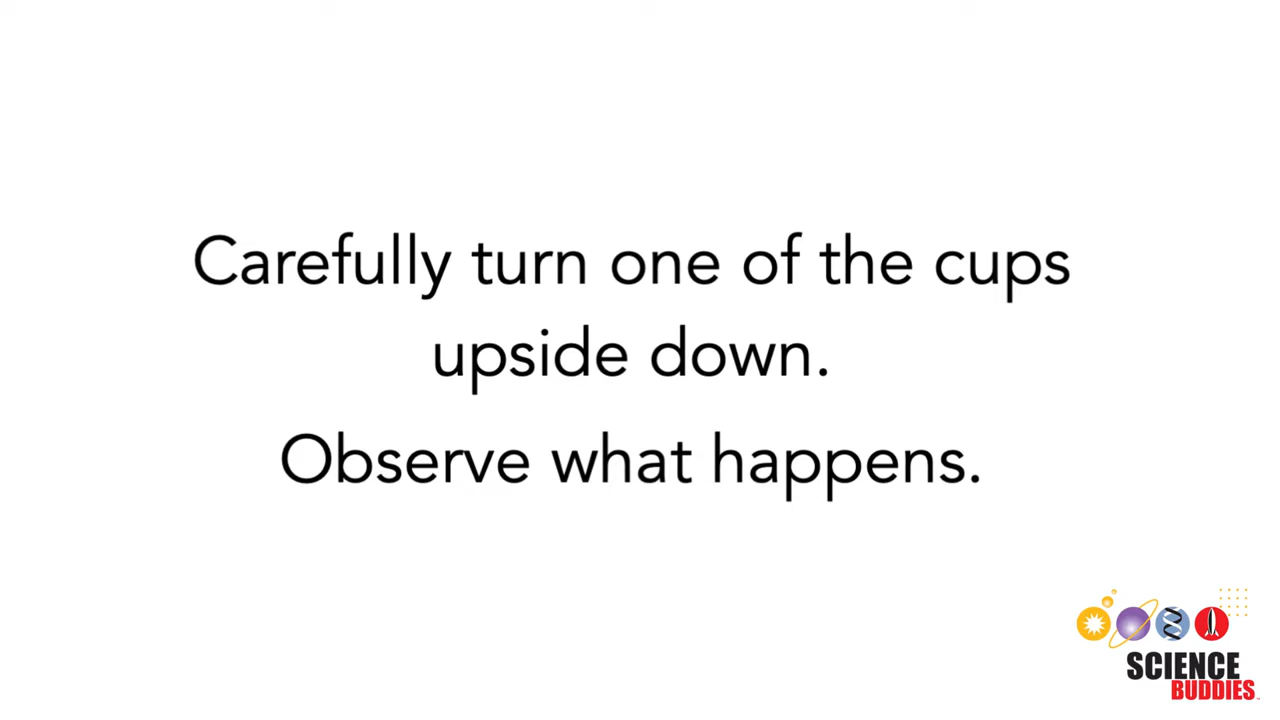 Carefully turn one of the cups
upside down.
Observe what happens.
SCIENCE
BUDDIES